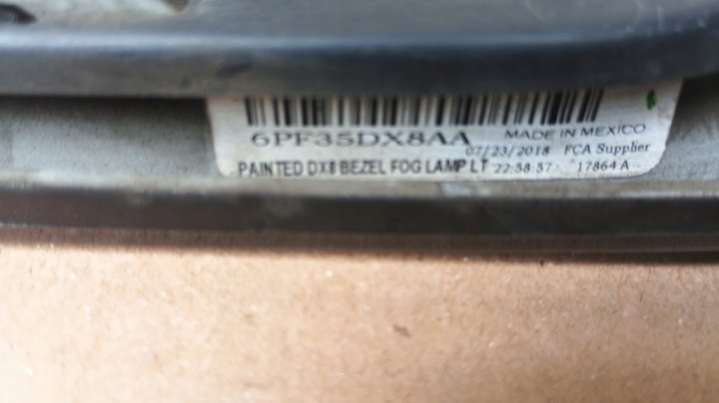 6PF35DX8AA MADE IN MEXICO
07/23/2018 FCA Supplier
PAINTED DX8 BEZEL FOG LAMP LT 22:58:57 17864 A